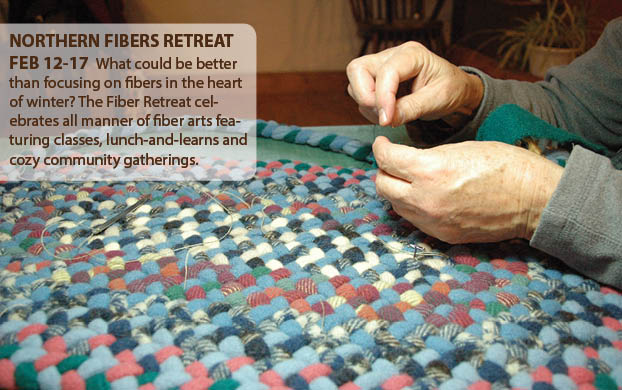 NORTHERN FIBERS RETREAT
FEB 12-17 What could be better
than focusing on fibers in the heart
of winter? The Fiber Retreat cel-
ebrates all manner of fiber arts fea-
turing classes, lunch-and-learns and
cozy community gatherings.